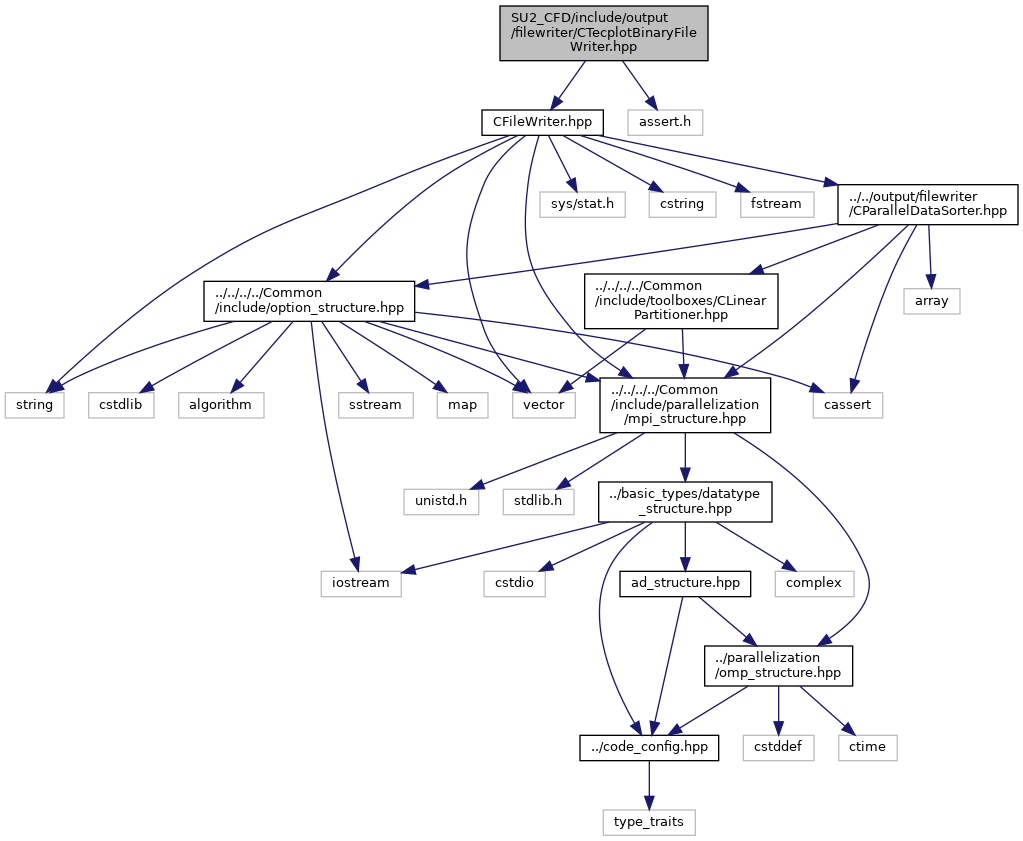 SU2_CFD/include/output
/filewriter/CTecplotBinaryFile
Writer.hpp
CFileWriter.hpp
assert.h
sys/stat.h
cstring
fstream
../../output/filewriter
/CParallelDataSorter.hpp
../../../../Common
/include/option_structure.hpp
../../../../Common
/include/toolboxes/CLinear
Partitioner.hpp
array
string
cstdlib
algorithm
sstream
map
vector
../../../../Common
/include/parallelization
/mpi_structure.hpp
cassert
unistd.h
stdlib.h
../basic_types/datatype
_structure.hpp
iostream
cstdio
ad_structure.hpp
complex
../parallelization
/omp_structure.hpp
../code_config.hpp
cstddef
ctime
type_traits